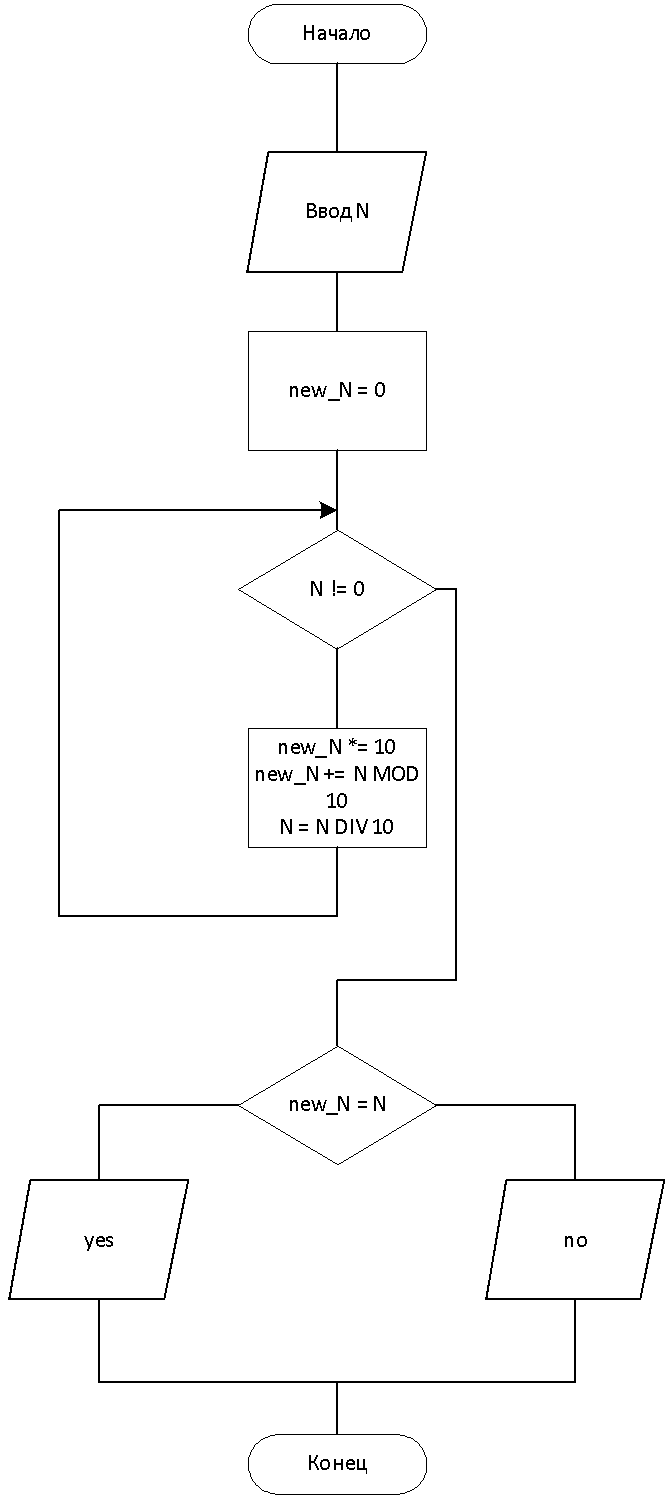 Начало
Ввод N
new_N = 0
N != 0
new_N *= 10
new_N += N MOD
10
N = N DIV 10
new_N = N
yes
no
Конец